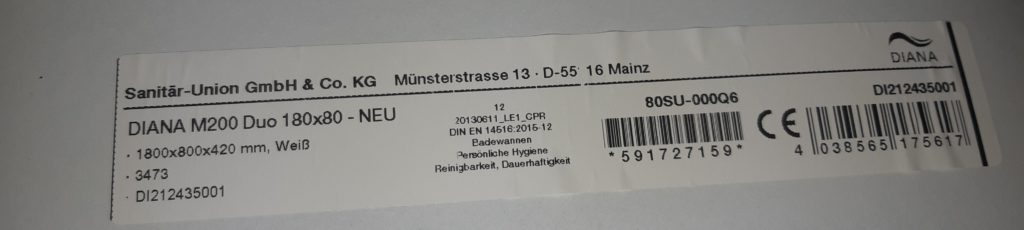 DIANA
Sanitär-Union GmbH & Co. KG Münsterstrasse 13 · D-55 16 Mainz
DIANA M200 Duo 180x80 - NEU
· 1800x800x420 mm, Weiß
· 3473
· DI212435001
12
20130611_LE1_CPR
DIN EN 14516:2015-12
Badewannen
Persönliche Hygiene
Reinigbarkeit, Dauerhaftigkeit
80SU-000Q6
*591727159*
CE
DI212435001
4 038565 175617